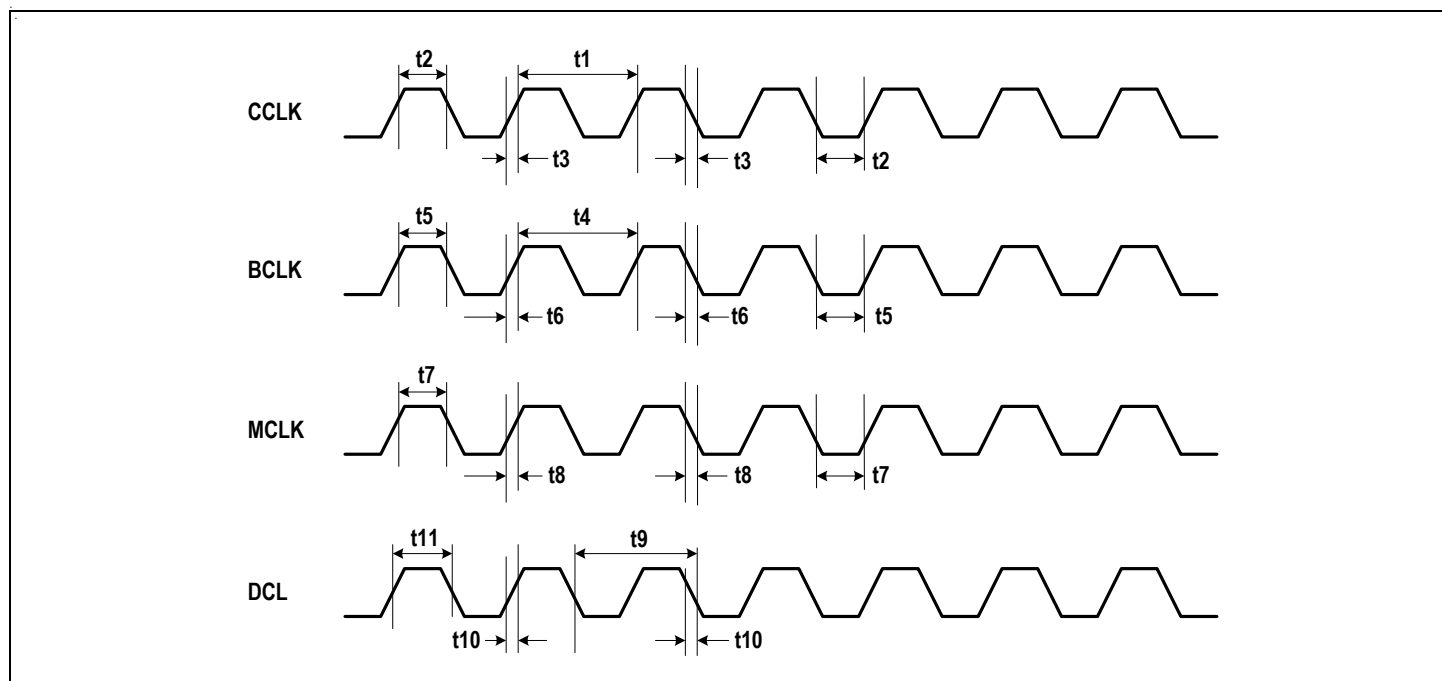 t2 t1
CCLK
t3 t3 t2
t5 t4
BCLK
t6 t6 t5
t7
MCLK
t8 t8 t7
t11 t9
DCL
t10 t10